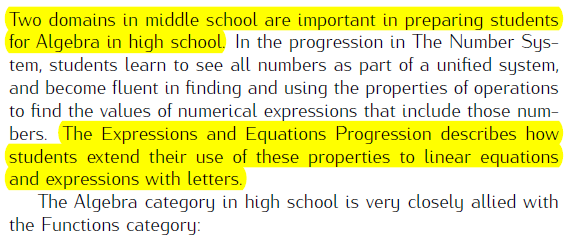 Two domains in middle school are important in preparing students
for Algebra in high school. In the progression in The Number Sys-
tem, students learn to see all numbers as part of a unified system,
and become fluent in finding and using the properties of operations
to find the values of numerical expressions that include those num-
bers. The Expressions and Equations Progression describes how
students extend their use of these properties to linear equations
and expressions with letters.
The Algebra category in high school is very closely allied with
the Functions category: